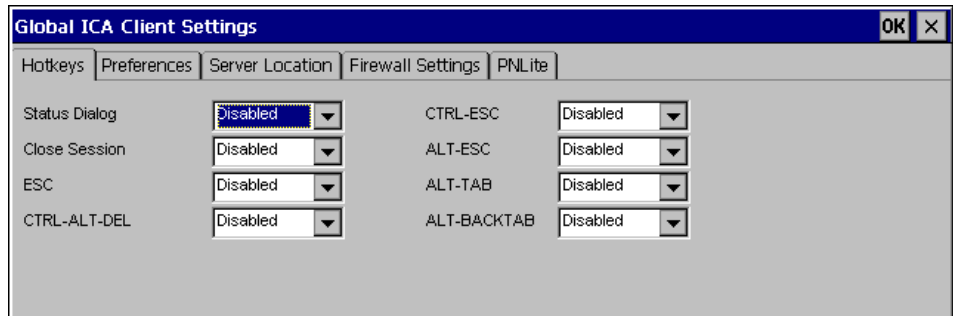 Global ICA Client Settings OK ×
Hotkeys Preferences Server Location Firewall Settings PNLite
Status Dialog Disabled CTRL-ESC Disabled
Close Session Disabled ALT-ESC Disabled
ESC Disabled ALT-TAB Disabled
CTRL-ALT-DEL Disabled ALT-BACKTAB Disabled